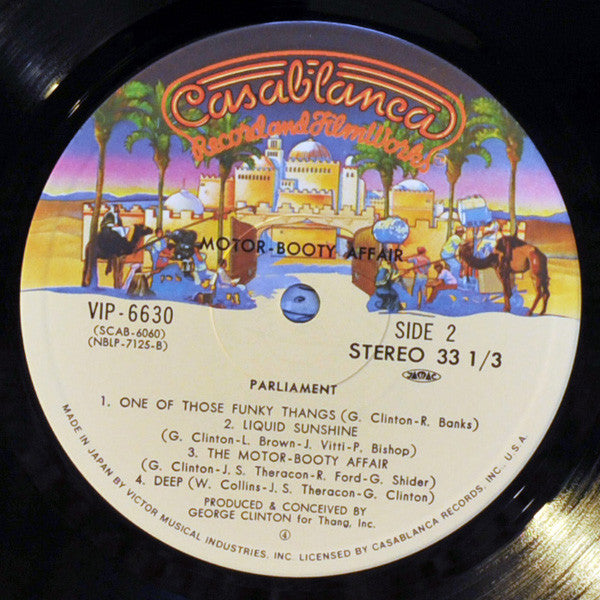 Casablanca
Record and FilmWorks
MOTOR-BOOTY AFFAIR
VIP-6630
(SCAB-6060)
(NBLP-7125-B)
SIDE 2
STEREO 33 1/3
JASRAC
PARLIAMENT
1. ONE OF THOSE FUNKY THANGS (G. Clinton-R. Banks)
2. LIQUID SUNSHINE
(G. Clinton-L. Brown-J. Vitti-P. Bishop)
3. THE MOTOR-BOOTY AFFAIR
(G. Clinton-J.S. Theracon-R. Ford-G. Shider)
4. DEEP (W. Collins-J.S. Theracon-G. Clinton)
PRODUCED & CONCEIVED BY
GEORGE CLINTON for Thang, Inc.
④
MADE IN JAPAN BY VICTOR MUSICAL INDUSTRIES, INC. LICENSED BY CASABLANCA RECORDS, INC., U.S.A.